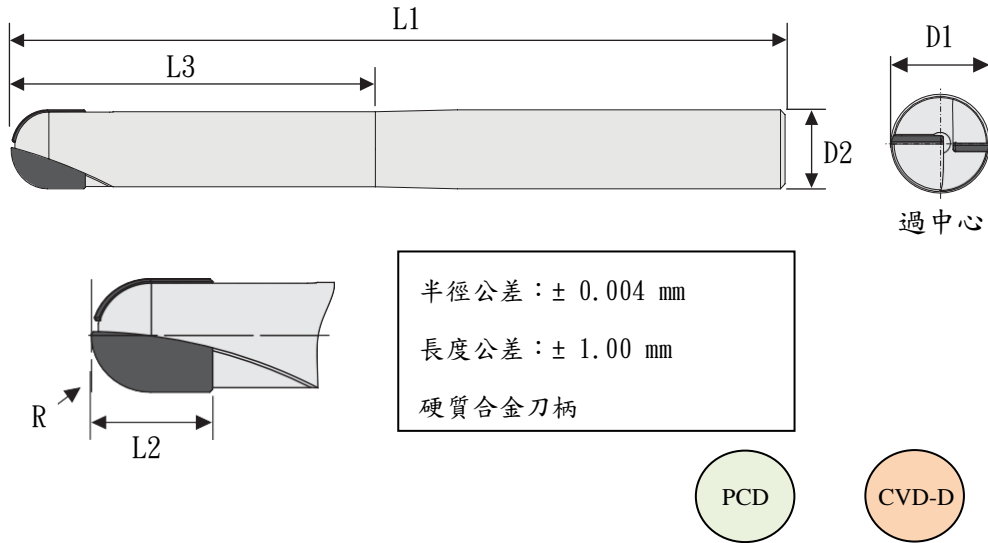 L1
L3
D1
D2
過中心
半徑公差：± 0.004 mm
長度公差：± 1.00 mm
硬質合金刀柄
R
L2
PCD
CVD-D